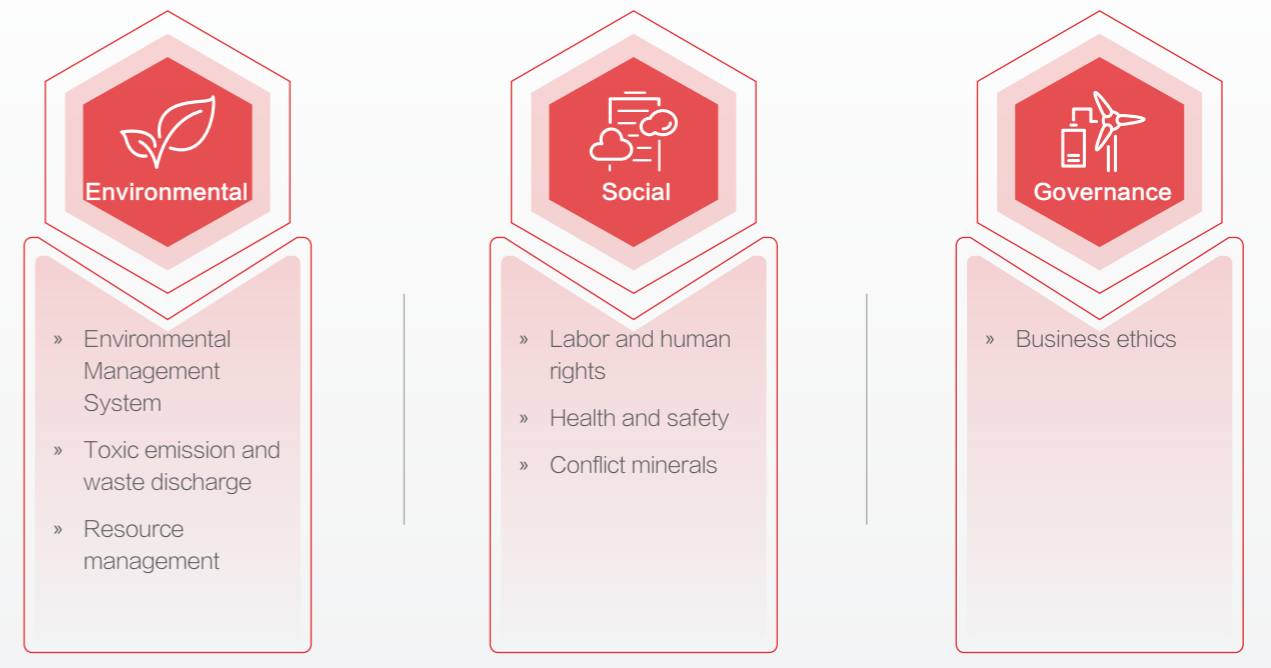 Environmental
» Environmental
Management
System
» Toxic emission and
waste discharge
» Resource
management
Social
» Labor and human
rights
» Health and safety
» Conflict minerals
Governance
» Business ethics